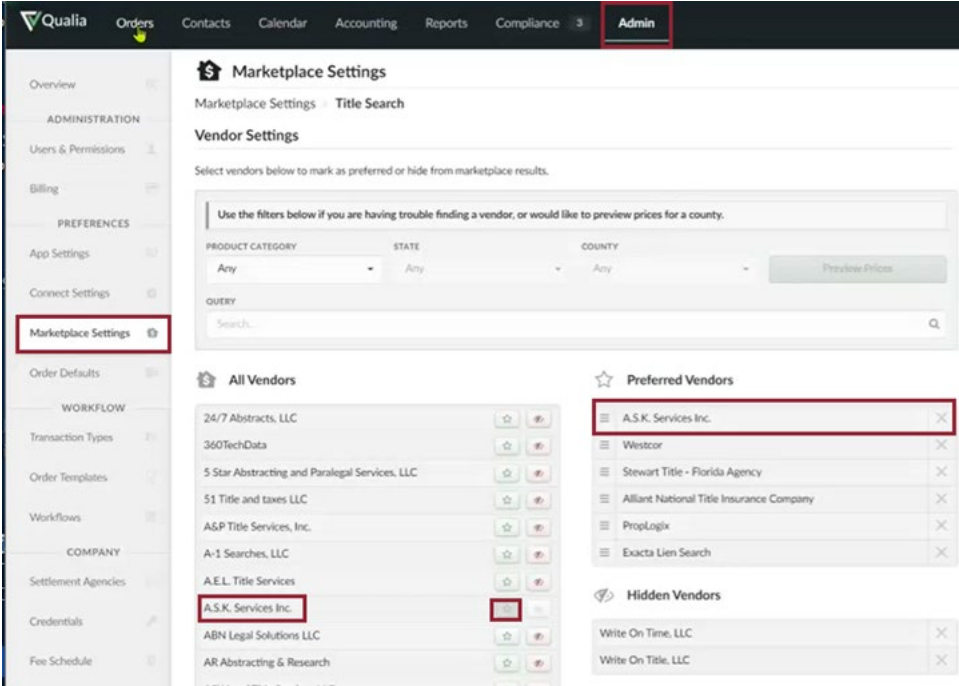 Qualia Orders Contacts Calendar Accounting Reports Compliance 3 Admin
Overview
ADMINISTRATION
Users & Permissions
Billing
PREFERENCES
App Settings
Connect Settings
Marketplace Settings
Order Defaults
WORKFLOW
Transaction Types
Order Templates
Workflows
COMPANY
Settlement Agencies
Credentials
Fee Schedule
Marketplace Settings
Marketplace Settings Title Search
Vendor Settings
Select vendors below to mark as preferred or hide from marketplace results.
Use the filters below if you are having trouble finding a vendor, or would like to preview prices for a county.
PRODUCT CATEGORY STATE COUNTY
Any Any Any Preview Prices
QUERY
Search...
All Vendors
24/7 Abstracts, LLC
360TechData
5 Star Abstracting and Paralegal Services, LLC
51 Title and taxes LLC
A&P Title Services, Inc.
A-1 Searches, LLC
A.E.L. Title Services
A.S.K. Services Inc.
ABN Legal Solutions LLC
AR Abstracting & Research
Preferred Vendors
A.S.K. Services Inc.
Westcor
Stewart Title - Florida Agency
Alliant National Title Insurance Company
PropLogix
Exacta Lien Search
Hidden Vendors
Write On Time, LLC
Write On Title, LLC